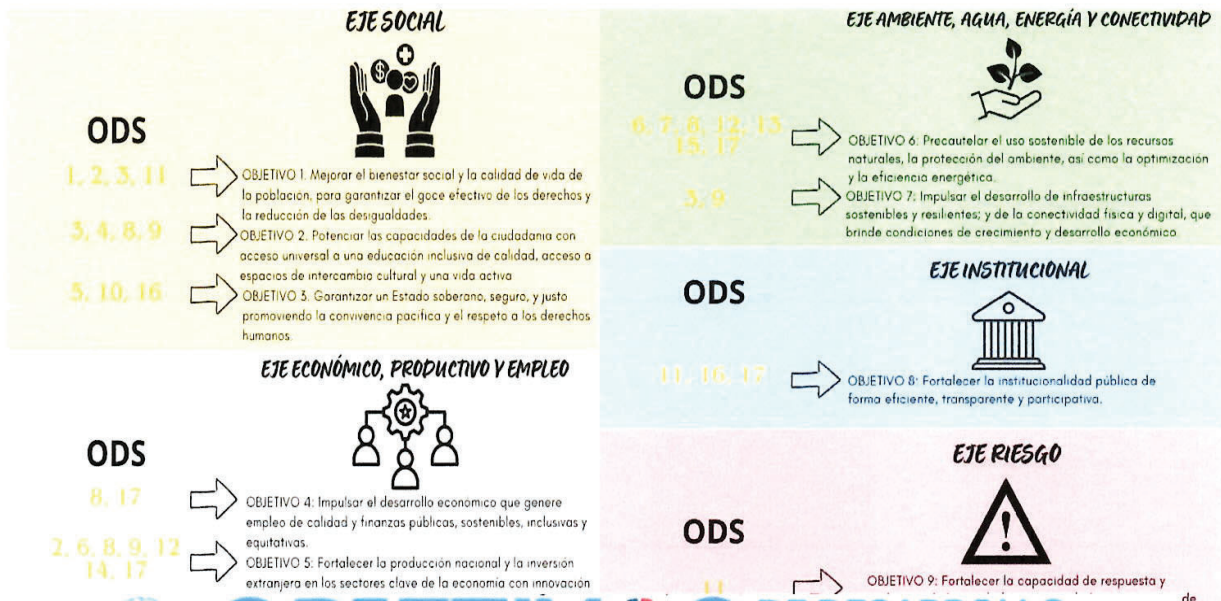 EJE SOCIAL
ODS
1, 2, 3, 11
OBJETIVO 1. Mejorar el bienestar social y la calidad de vida de
la población, para garantizar el goce efectivo de los derechos y
la reducción de las desigualdades.
3, 4, 8, 9
OBJETIVO 2. Potenciar las capacidades de la ciudadanía con
acceso universal a una educación inclusiva de calidad, acceso a
espacios de intercambio cultural y una vida activa
5, 10, 16
OBJETIVO 3. Garantizar un Estado soberano, seguro, y justo
promoviendo la convivencia pacífica y el respeto a los derechos
humanos.
EJE ECONÓMICO, PRODUCTIVO Y EMPLEO
ODS
8, 17
OBJETIVO 4: Impulsar el desarrollo económico que genere
empleo de calidad y finanzas públicas, sostenibles, inclusivas y
equitativas.
2, 6, 8, 9, 12
14, 17
OBJETIVO 5: Fortalecer la producción nacional y la inversión
extranjera en los sectores clave de la economía con innovación
EJE AMBIENTE, AGUA, ENERGÍA Y CONECTIVIDAD
ODS
6, 7, 8, 12, 13
15, 17
OBJETIVO 6: Precautelar el uso sostenible de los recursos
naturales, la protección del ambiente, así como la optimización
y la eficiencia energética.
3, 9
OBJETIVO 7: Impulsar el desarrollo de infraestructuras
sostenibles y resilientes; y de la conectividad física y digital, que
brinde condiciones de crecimiento y desarrollo económico
EJE INSTITUCIONAL
ODS
11, 16, 17
OBJETIVO 8: Fortalecer la institucionalidad pública de
forma eficiente, transparente y participativa.
EJE RIESGO
ODS
11
OBJETIVO 9: Fortalecer la capacidad de respuesta y
de